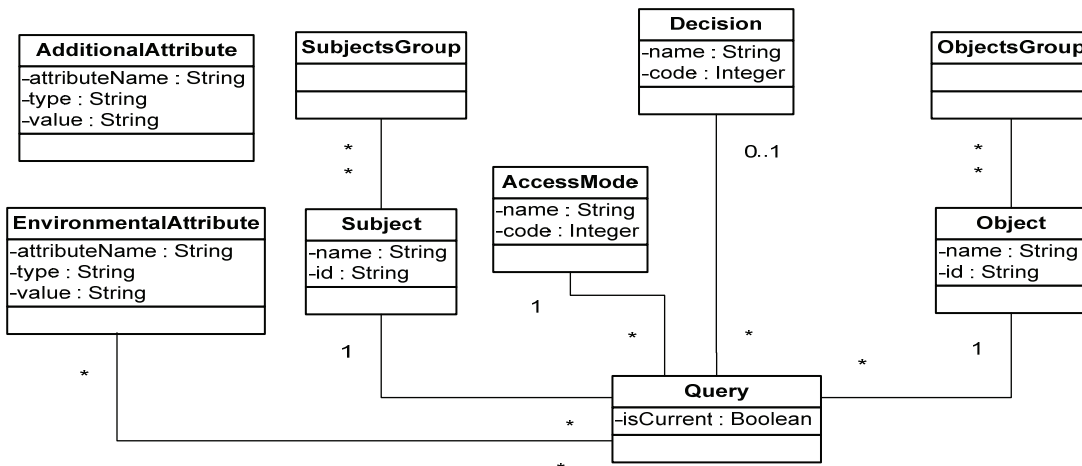 AdditionalAttribute
-attributeName : String
-type : String
-value : String
SubjectsGroup
Decision
-name : String
-code : Integer
ObjectsGroup
*
*
0..1
*
*
AccessMode
-name : String
-code : Integer
EnvironmentalAttribute
-attributeName : String
-type : String
-value : String
Subject
-name : String
-id : String
Object
-name : String
-id : String
1
*
*
1
1
*
*
Query
-isCurrent : Boolean
*
*